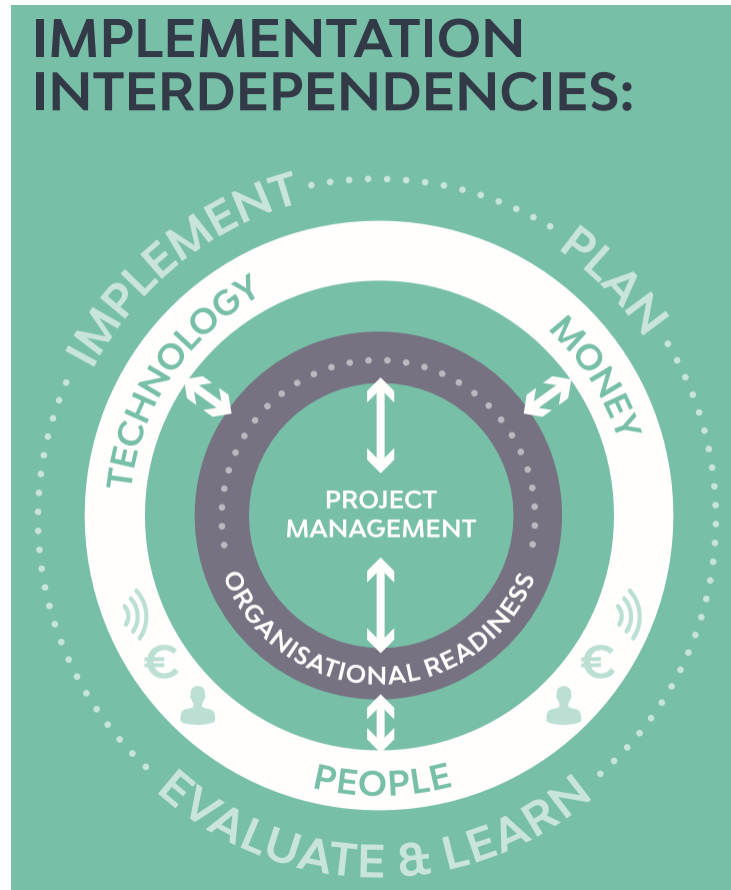 IMPLEMENTATION
INTERDEPENDENCIES:
IMPLEMENT
PLAN
TECHNOLOGY
MONEY
PROJECT
MANAGEMENT
ORGANISATIONAL READINESS
€
€
PEOPLE
EVALUATE & LEARN